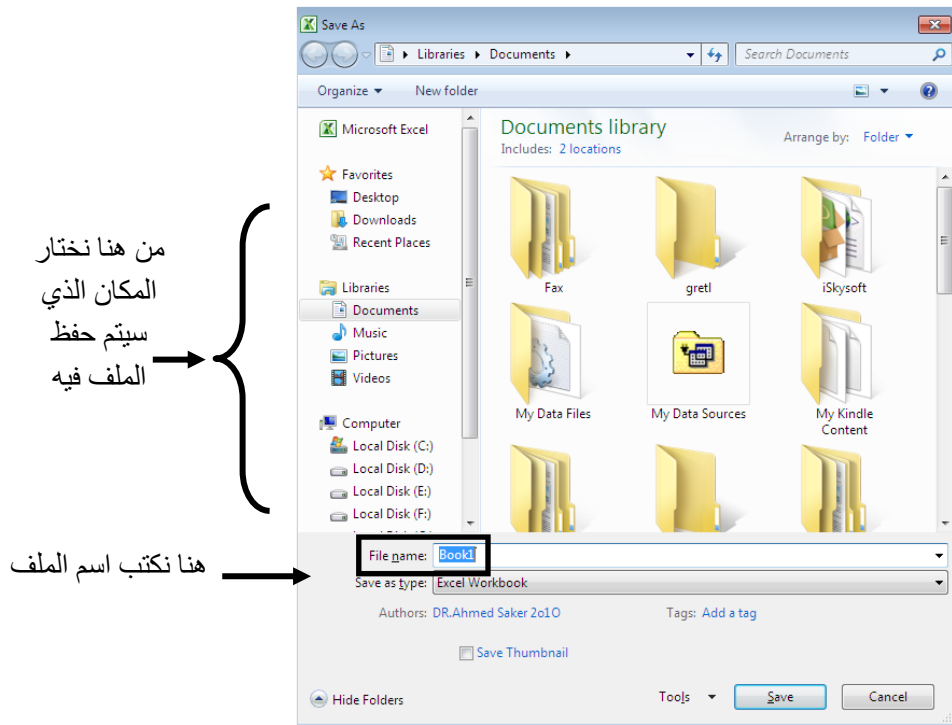 Save As
Libraries Documents
Search Documents
Organize New folder
Microsoft Excel
Favorites
Desktop
Downloads
Recent Places
Libraries
Documents
Music
Pictures
Videos
Computer
Local Disk (C:)
Local Disk (D:)
Local Disk (E:)
Local Disk (F:)
Documents library
Includes: 2 locations
Arrange by: Folder
Fax
gretl
iSkysoft
My Data Files
My Data Sources
My Kindle
Content
من هنا نختار
المكان الذي
سيتم حفظ
الملف فيه
هنا نكتب اسم الملف
File name: Book1
Save as type: Excel Workbook
Authors: DR.Ahmed Saker 2o1O
Tags: Add a tag
Save Thumbnail
Hide Folders
Tools
Save
Cancel